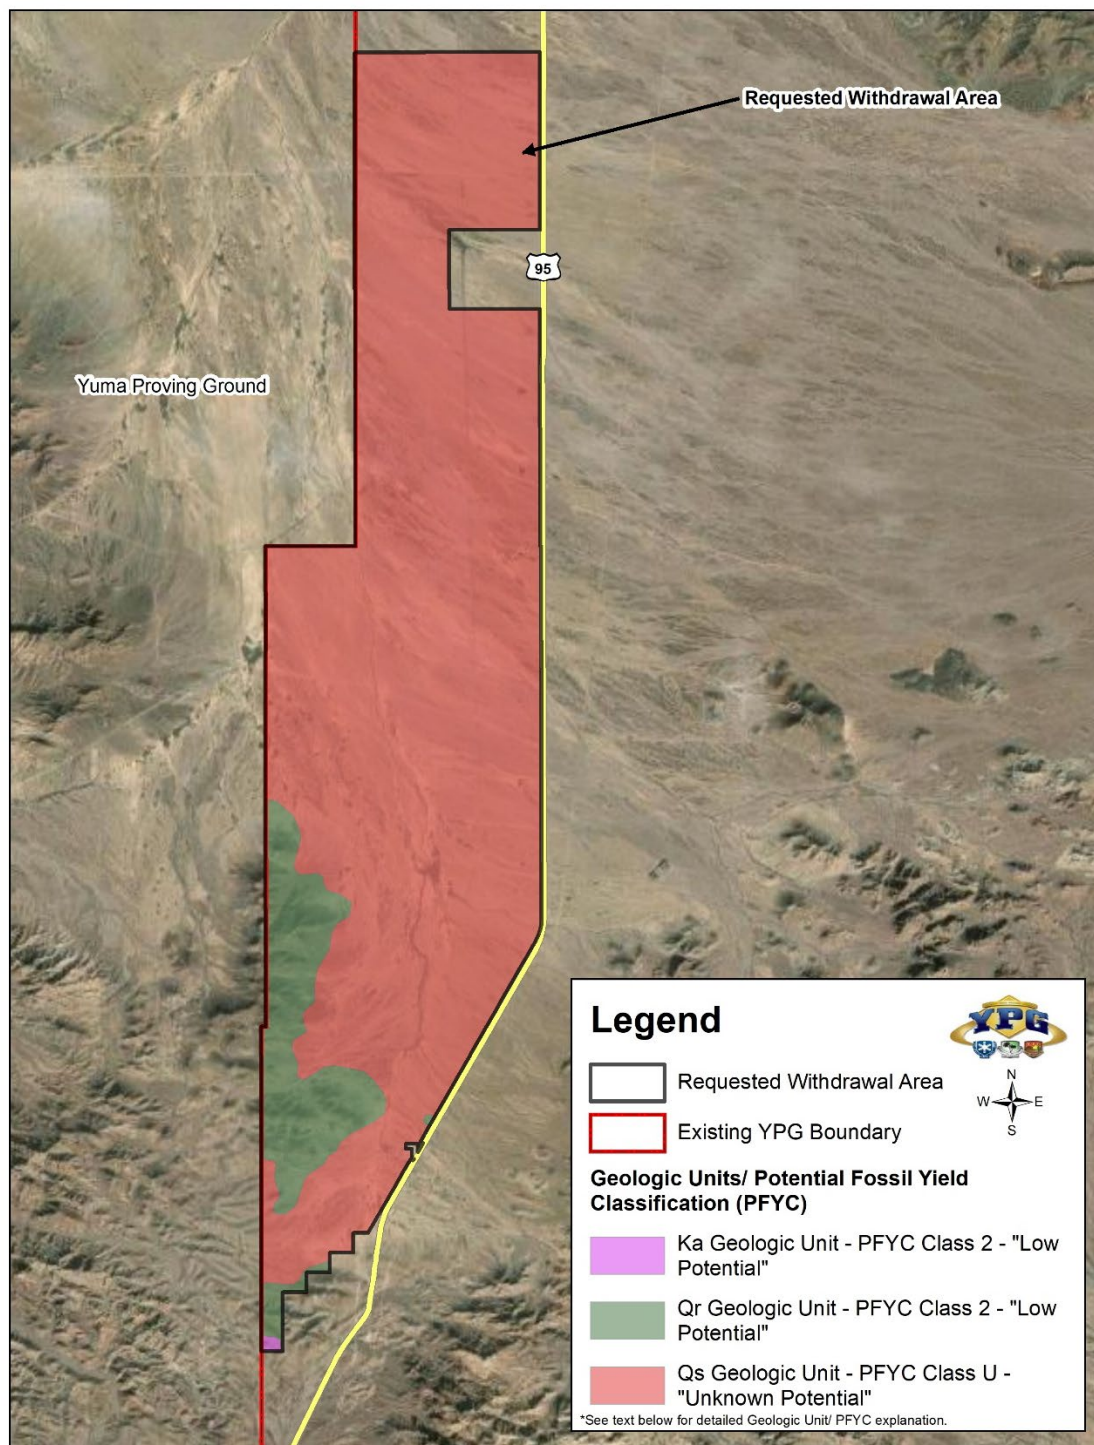 Requested Withdrawal Area
95
Yuma Proving Ground
Legend
YPG
N
W E
S
Requested Withdrawal Area
Existing YPG Boundary
Geologic Units/ Potential Fossil Yield
Classification (PFYC)
Ka Geologic Unit - PFYC Class 2 - "Low
Potential"
Qr Geologic Unit - PFYC Class 2 - "Low
Potential"
Qs Geologic Unit - PFYC Class U -
"Unknown Potential"
*See text below for detailed Geologic Unit/ PFYC explanation.